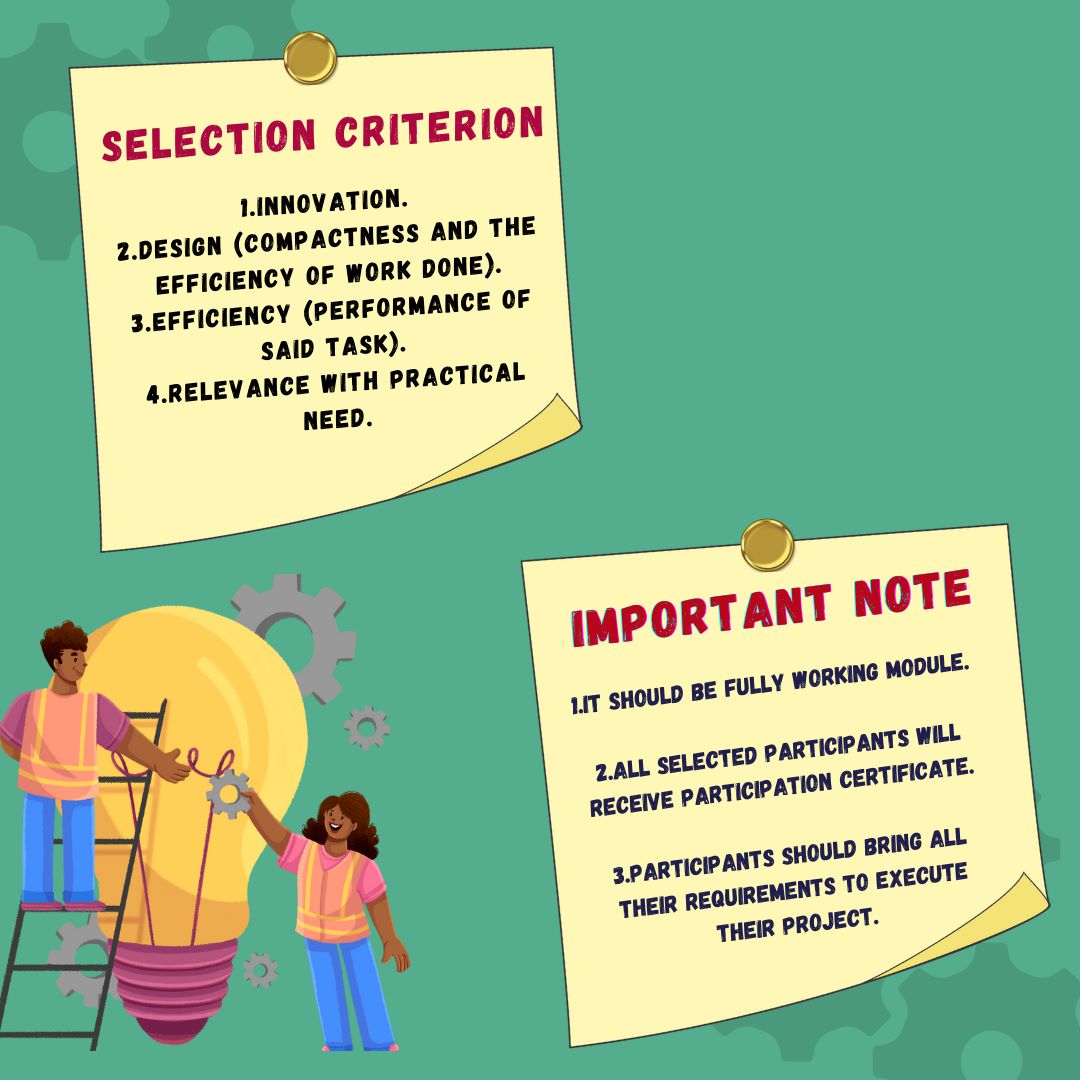 SELECTION CRITERION
1.INNOVATION.
2.DESIGN (COMPACTNESS AND THE
EFFICIENCY OF WORK DONE).
3.EFFICIENCY (PERFORMANCE OF
SAID TASK).
4.RELEVANCE WITH PRACTICAL
NEED.
IMPORTANT NOTE
1.IT SHOULD BE FULLY WORKING MODULE.
2.ALL SELECTED PARTICIPANTS WILL
RECEIVE PARTICIPATION CERTIFICATE.
3.PARTICIPANTS SHOULD BRING ALL
THEIR REQUIREMENTS TO EXECUTE
THEIR PROJECT.